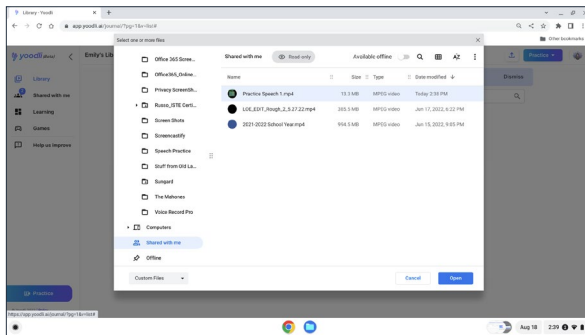 Library - Yoodli
app.yoodli.ai/journal/?pg=1&v=list#
Other bookmarks
yoodli
Emily's Lib
Practice
Library
Shared with me
Learning
Games
Help us improve
Dismiss
Practice
Select one or more files
Office 365 Scree...
Office365_Online...
Privacy ScreenSh...
Russo_ISTE Certi...
Screen Shots
Screencastify
Speech Practice
Stuff from Old La...
Sungard
The Mahones
Voice Record Pro
Computers
Shared with me
Offline
Shared with me
Read-only
Available offline
Name Size Type Date modified
Practice Speech 1.mp4 13.3 MB MPEG video Today 2:38 PM
LOE_EDIT_Rough_2_5.27.22.mp4 365.5 MB MPEG video Jun 17, 2022, 6:22 PM
2021-2022 School Year.mp4 994.3 MB MPEG video Jun 15, 2022, 9:05 PM
Custom Files
Cancel
Open
https://app.yoodli.ai/journal/?pg=1&v=list#
Aug 18 2:39